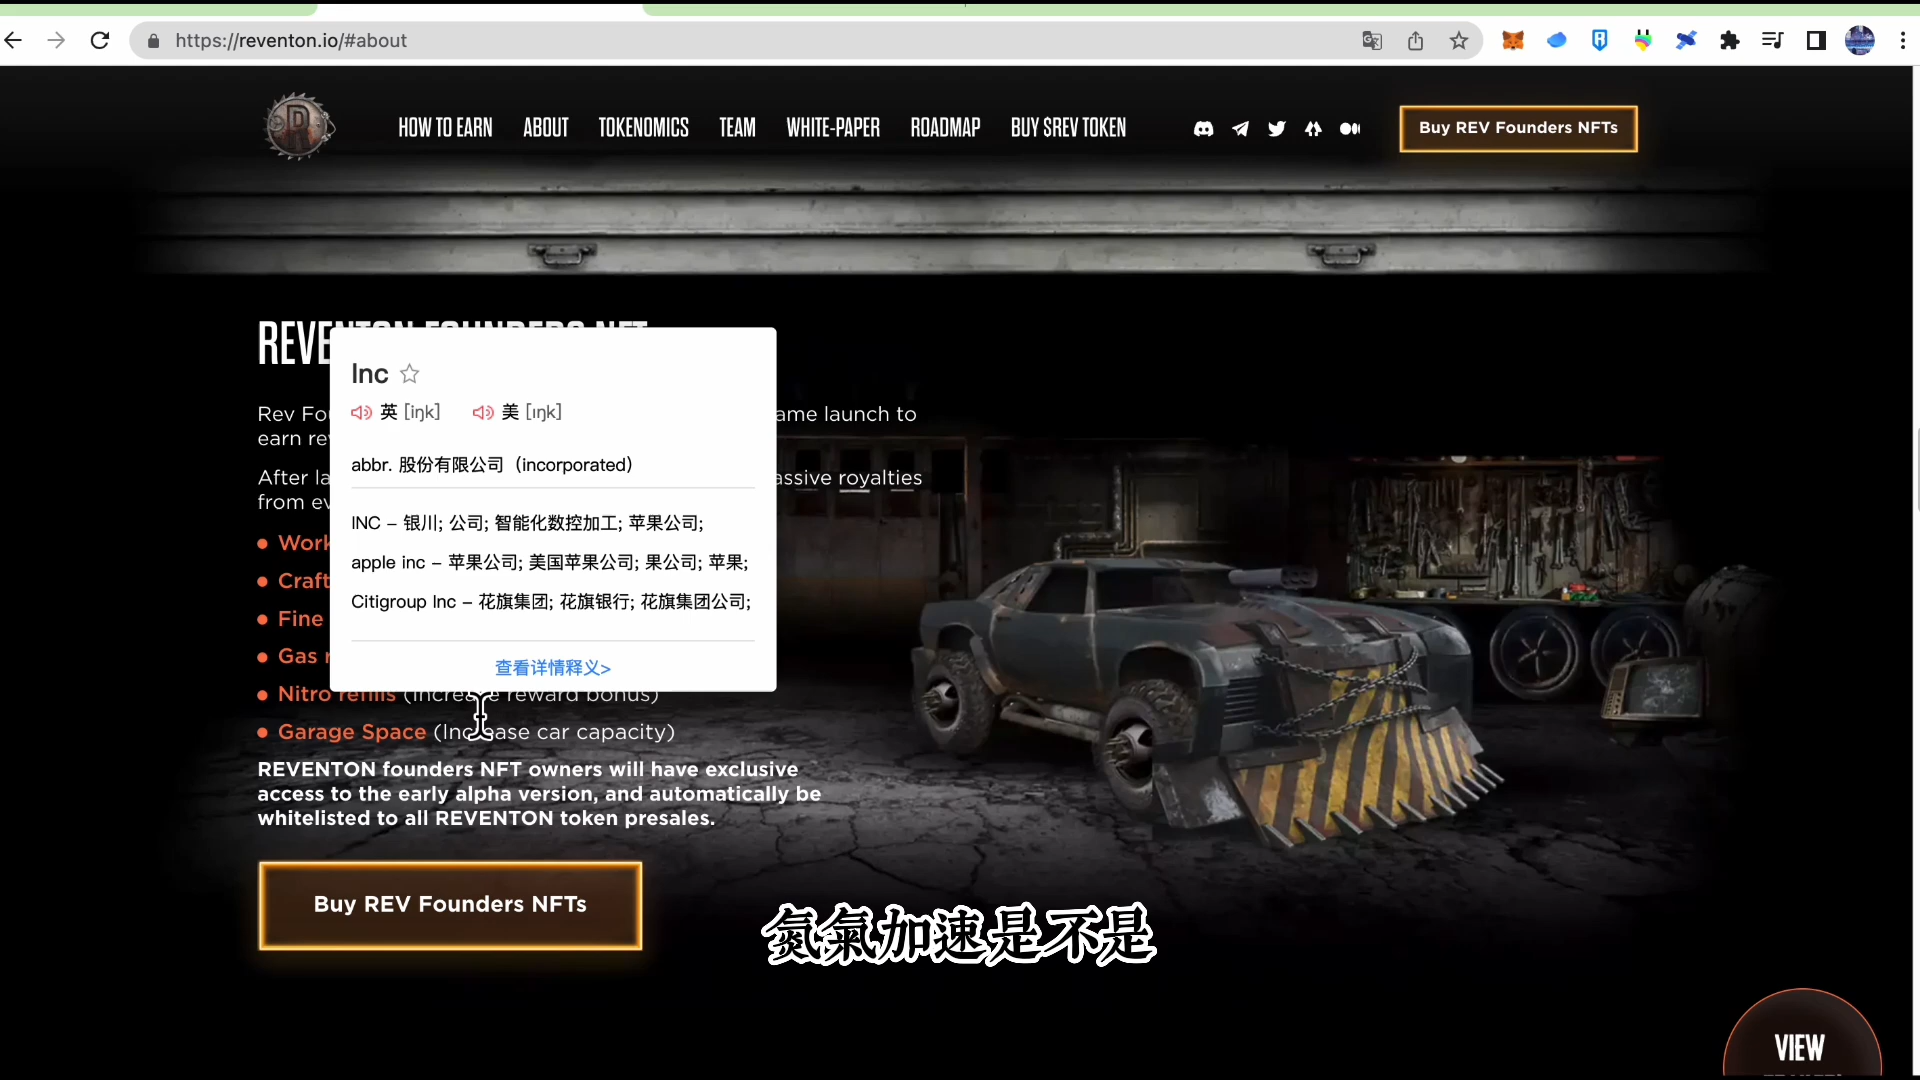 https://reventon.io/#about
HOW TO EARN ABOUT TOKENOMICS TEAM WHITE-PAPER ROADMAP BUY $REV TOKEN
Buy REV Founders NFTs
Rev Fou
ame launch to
earn rev
After la
assive royalties
from ev
Inc
英 [iŋk] 美 [ɪŋk]
abbr. 股份有限公司（incorporated）
INC – 银川; 公司; 智能化数控加工; 苹果公司;
apple inc – 苹果公司; 美国苹果公司; 果公司; 苹果;
Citigroup Inc – 花旗集团; 花旗银行; 花旗集团公司;
查看详情释义>
Work
Craft
Fine
Gas r
Nitro refills (Increase reward bonus)
Garage Space (Increase car capacity)
REVENTON founders NFT owners will have exclusive
access to the early alpha version, and automatically be
whitelisted to all REVENTON token presales.
Buy REV Founders NFTs
氮氣加速是不是
VIEW